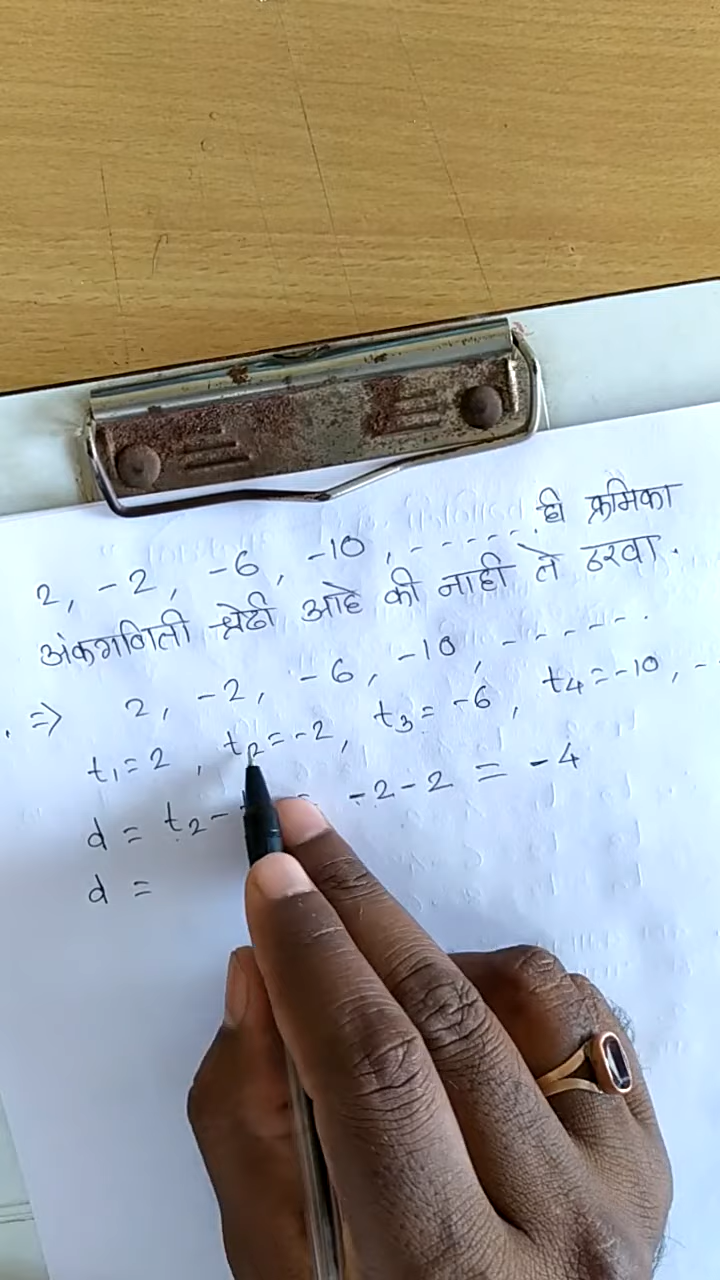 2, -2, -6, -10, ------. ही क्रमिका
अंकगणिती श्रेढी आहे की नाही ते ठरवा.
. => 2, -2, -6, -10, ------.
t₁ = 2, t₂ = -2, t₃ = -6, t₄ = -10, --
d = t₂ - = -2 - 2 = -4
d =